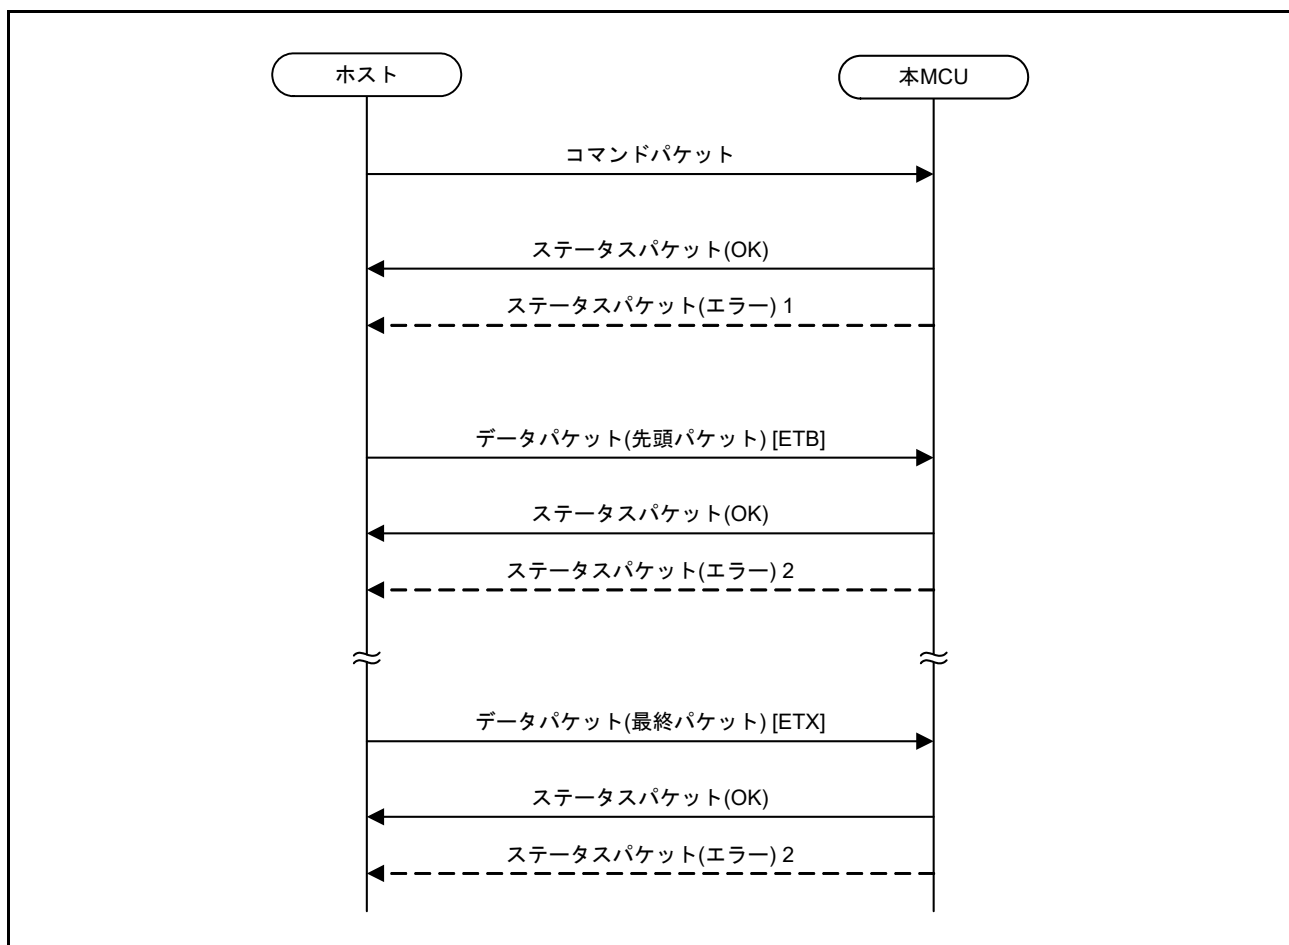 ホスト
本MCU
コマンドパケット
ステータスパケット(OK)
ステータスパケット(エラー) 1
データパケット(先頭パケット) [ETB]
ステータスパケット(OK)
ステータスパケット(エラー) 2
データパケット(最終パケット) [ETX]
ステータスパケット(OK)
ステータスパケット(エラー) 2